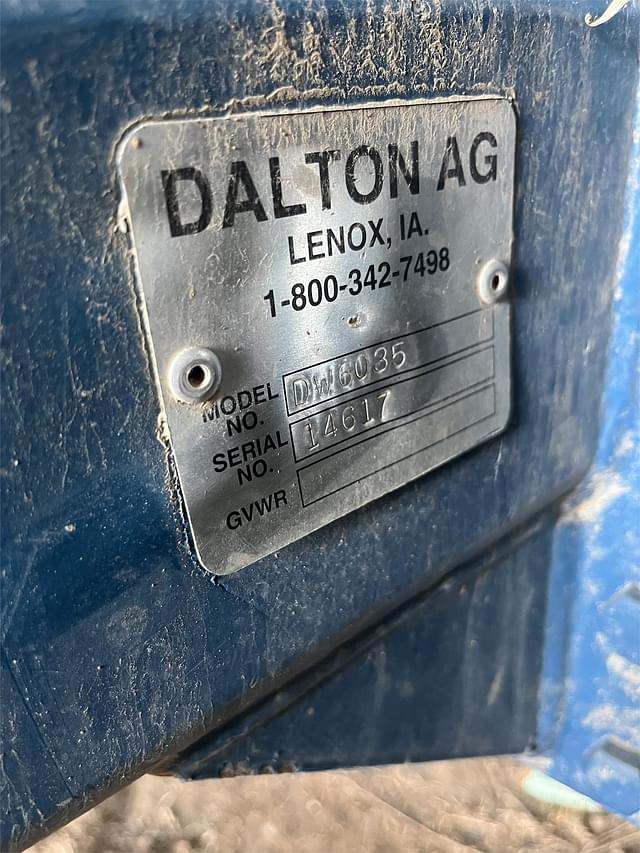 DALTON AG
LENOX, IA.
1-800-342-7498
MODEL NO. DW6035
SERIAL NO. 14617
GVWR